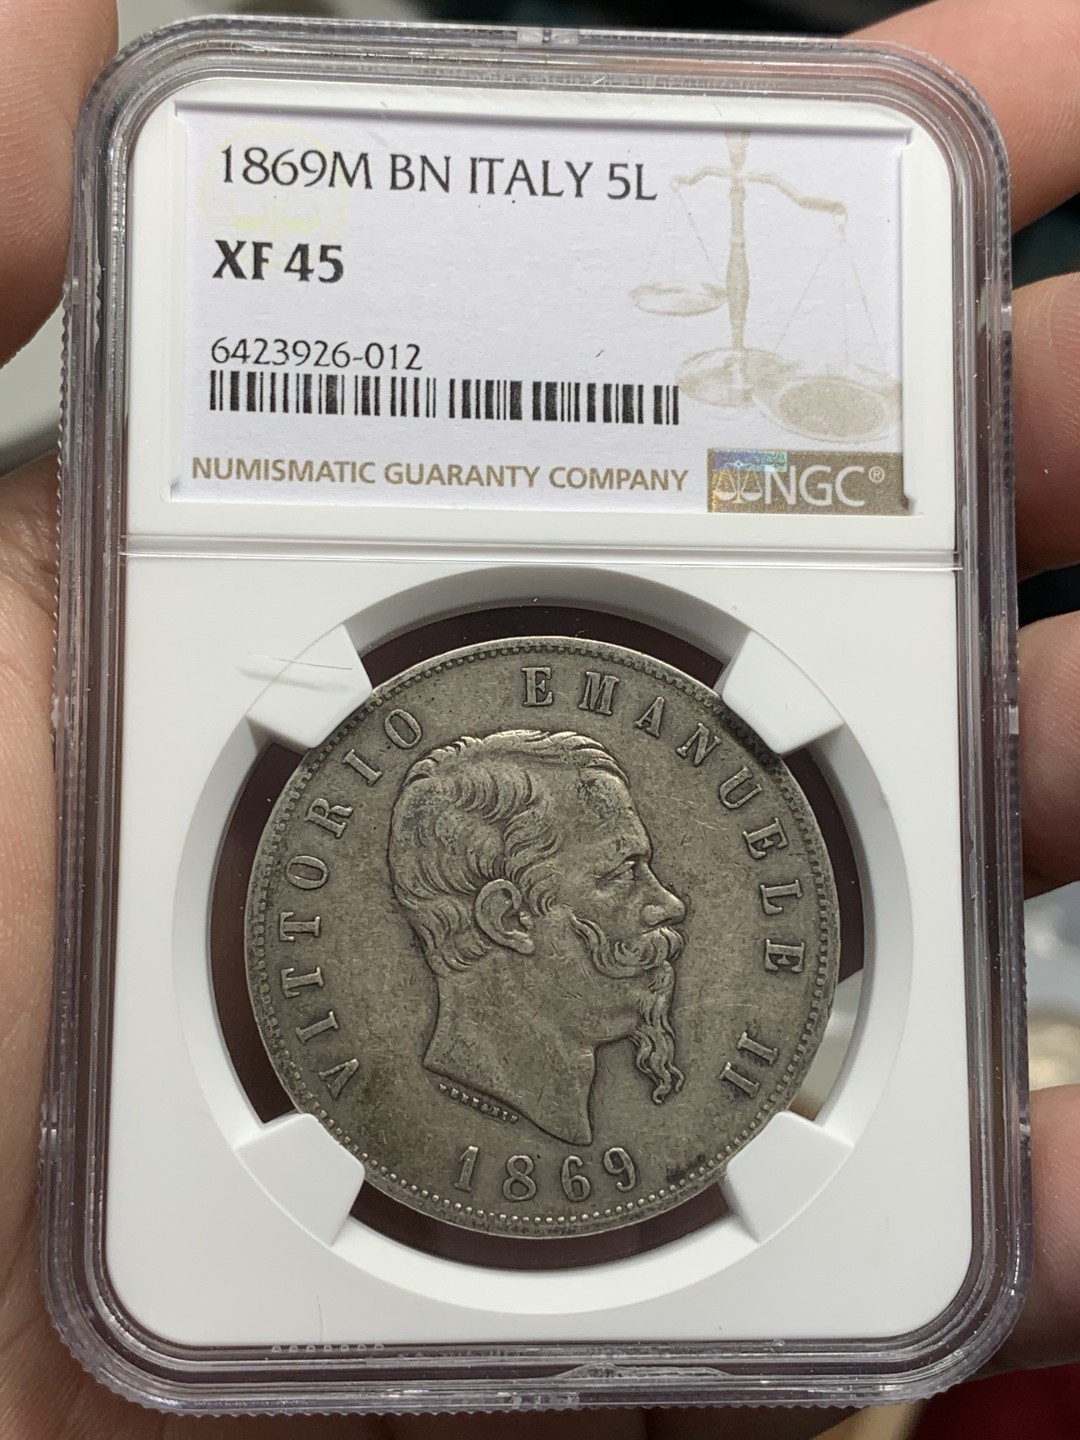 1869M BN ITALY 5L
XF 45
6423926-012
NUMISMATIC GUARANTY COMPANY
NGC®
VITTORIO EMANUELE II
1869